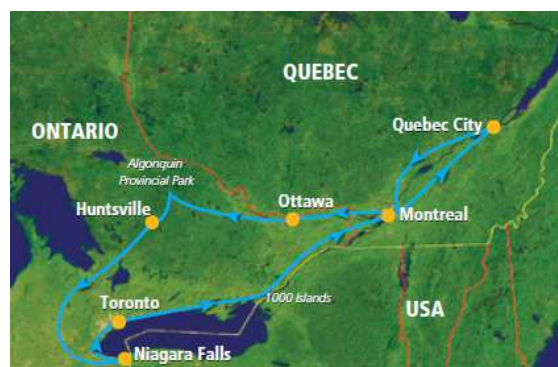 QUEBEC
Quebec City
ONTARIO
Algonquin
Provincial Park
Huntsville
Ottawa
Montreal
1000 Islands
Toronto
USA
Niagara Falls